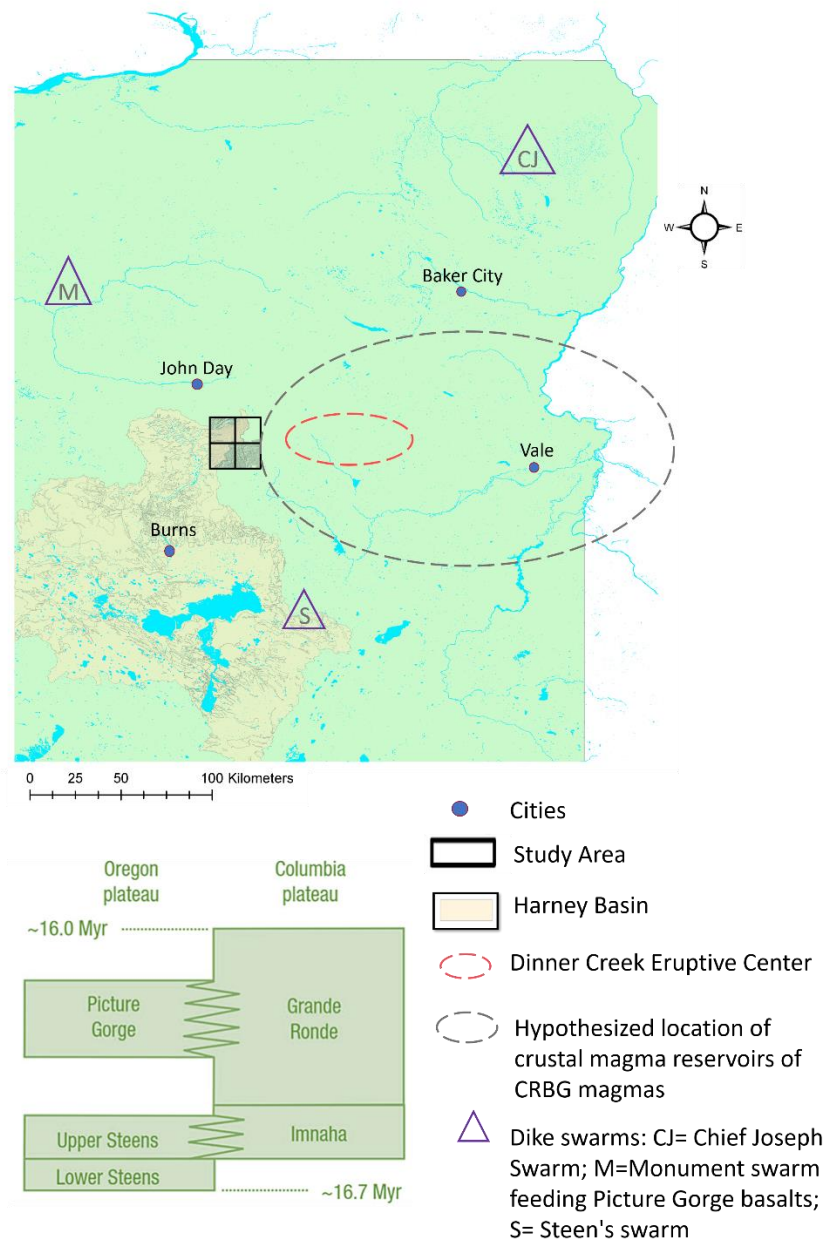 CJ
N
W E
S
Baker City
M
John Day
Vale
Burns
S
0 25 50 100 Kilometers
Cities
Study Area
Harney Basin
Dinner Creek Eruptive Center
Hypothesized location of
crustal magma reservoirs of
CRBG magmas
Dike swarms: CJ= Chief Joseph
Swarm; M=Monument swarm
feeding Picture Gorge basalts;
S= Steen's swarm
Oregon
plateau
Columbia
plateau
~16.0 Myr
Picture
Gorge
Grande
Ronde
Upper Steens
Imnaha
Lower Steens
~16.7 Myr